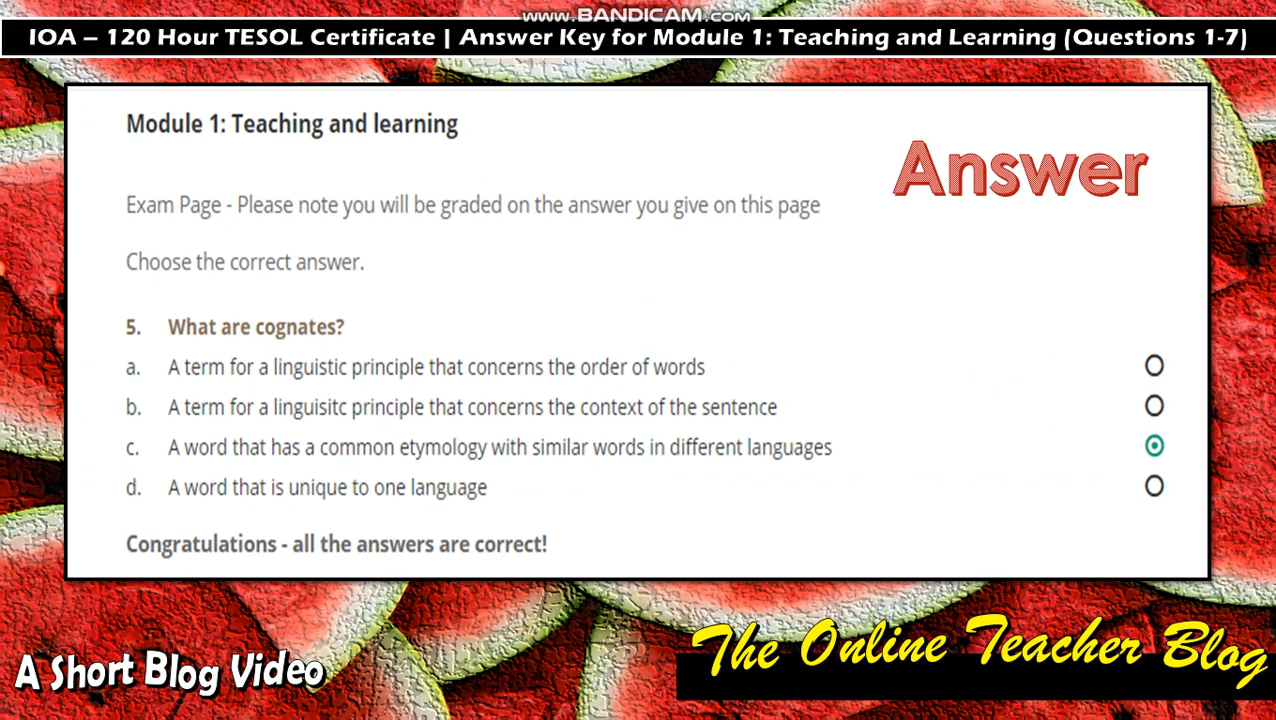 www.BANDICAM.com
IOA – 120 Hour TESOL Certificate | Answer Key for Module 1: Teaching and Learning (Questions 1-7)
Module 1: Teaching and learning
Answer
Exam Page - Please note you will be graded on the answer you give on this page
Choose the correct answer.
5. What are cognates?
a. A term for a linguistic principle that concerns the order of words
b. A term for a linguisitc principle that concerns the context of the sentence
c. A word that has a common etymology with similar words in different languages
d. A word that is unique to one language
Congratulations - all the answers are correct!
A Short Blog Video
The Online Teacher Blog